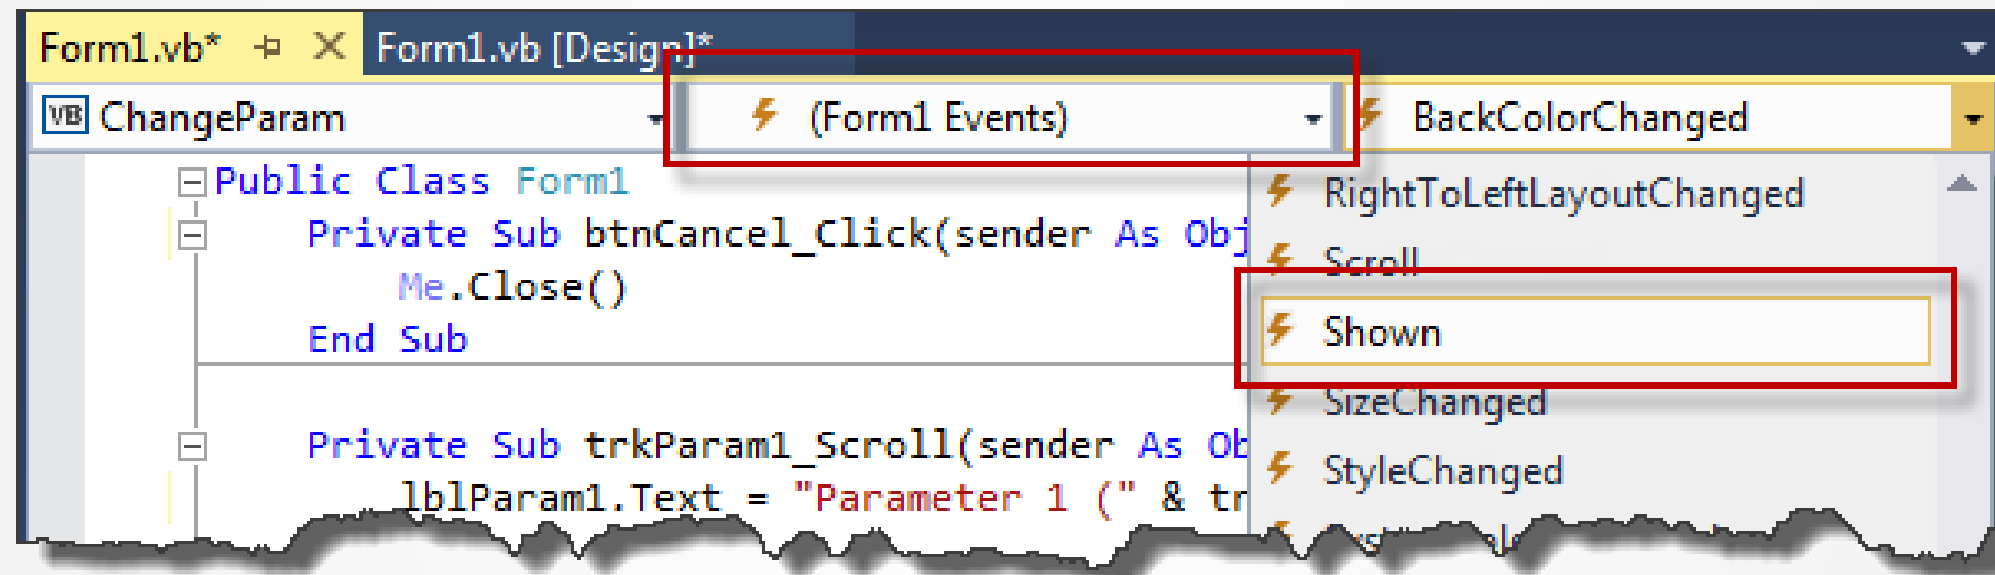 Form1.vb* Form1.vb [Design]*
VB ChangeParam (Form1 Events) BackColorChanged
Public Class Form1
Private Sub btnCancel_Click(sender As Obj
Me.Close()
End Sub
Private Sub trkParam1_Scroll(sender As Ob
lblParam1.Text = "Parameter 1 (" & tr
RightToLeftLayoutChanged
Scroll
Shown
SizeChanged
StyleChanged